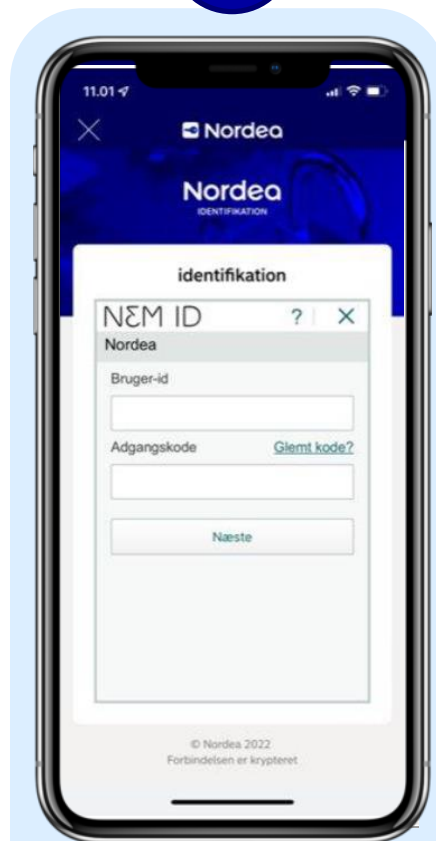 11.01
Nordea
Nordea
IDENTIFIKATION
identifikation
NEM ID ? X
Nordea
Bruger-id
Adgangskode Glemt kode?
Næste
© Nordea 2022
Forbindelsen er krypteret